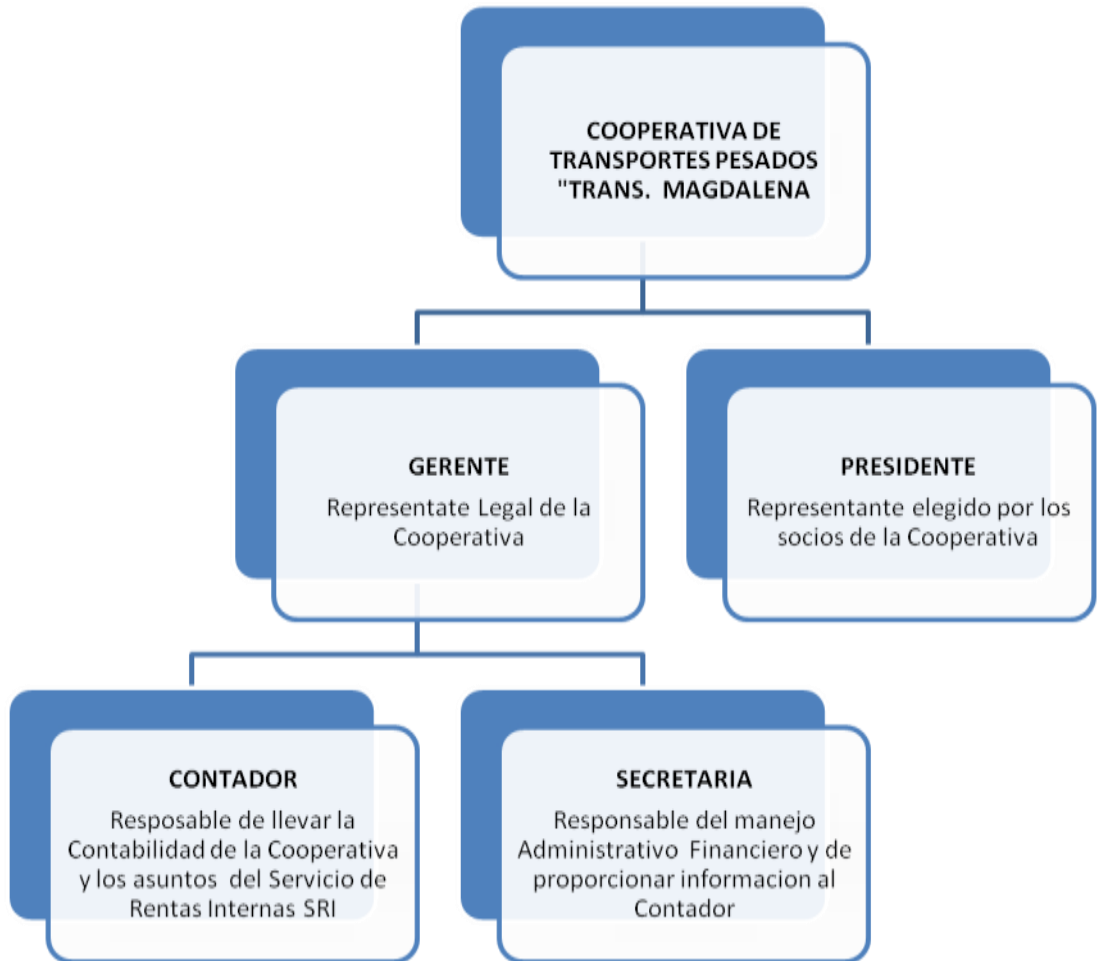 COOPERATIVA DE
TRANSPORTES PESADOS
"TRANS. MAGDALENA
GERENTE
Representate Legal de la
Cooperativa
PRESIDENTE
Representante elegido por los
socios de la Cooperativa
CONTADOR
Resposable de llevar la
Contabilidad de la Cooperativa
y los asuntos del Servicio de
Rentas Internas SRI
SECRETARIA
Responsable del manejo
Administrativo Financiero y de
proporcionar informacion al
Contador